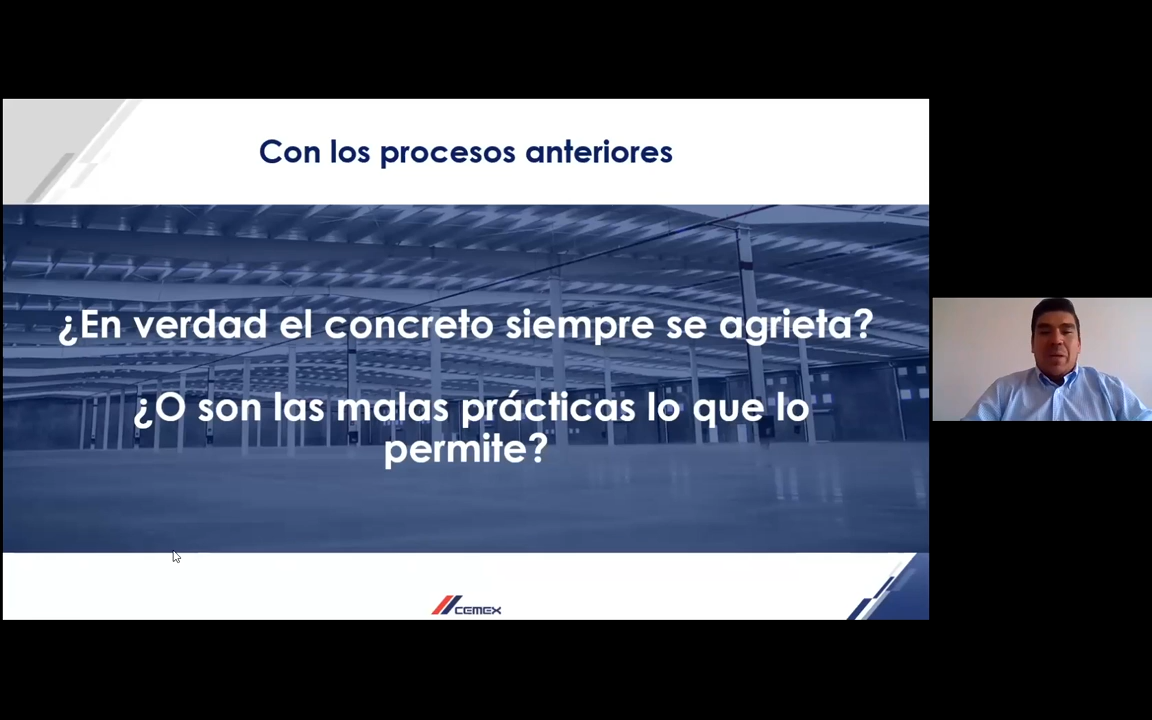 Con los procesos anteriores
¿En verdad el concreto siempre se agrieta?
¿O son las malas prácticas lo que lo
permite?
CEMEX